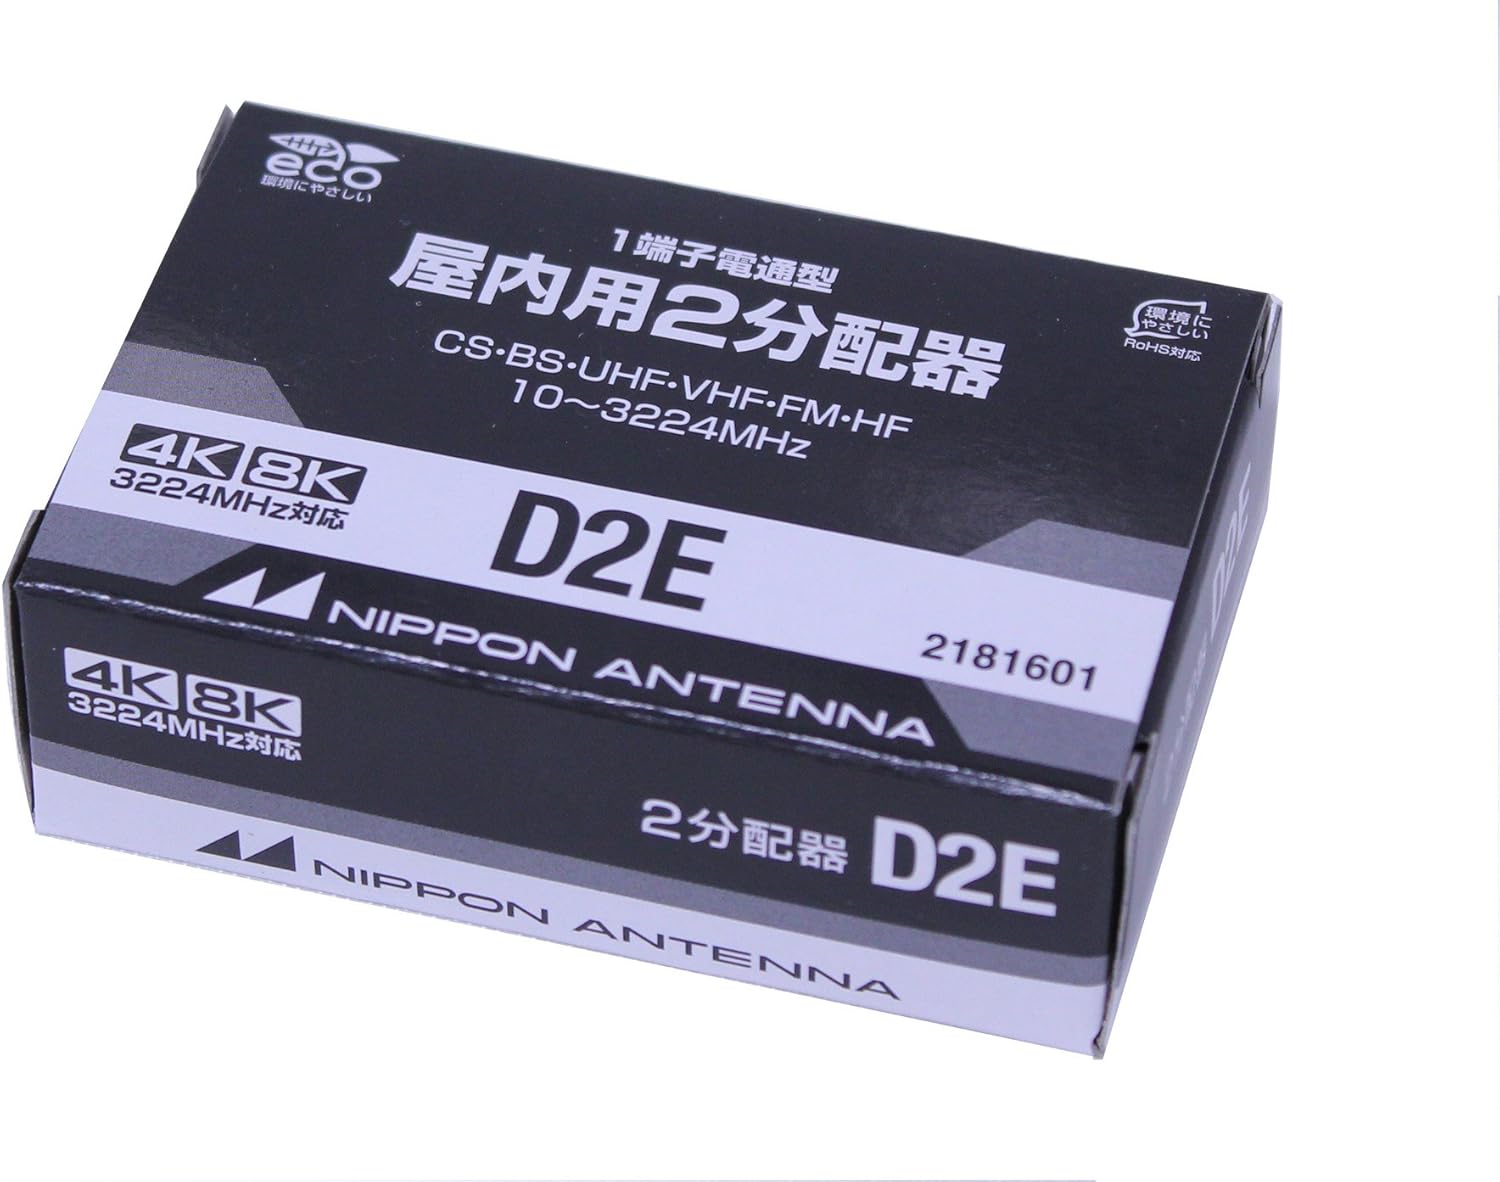 eco
環境にやさしい
1端子電通型
屋内用2分配器
CS・BS・UHF・VHF・FM・HF
10～3224MHz
環境に
やさしい
RoHS対応
4K 8K
3224MHz対応
D2E
2181601
NIPPON ANTENNA
4K 8K
3224MHz対応
2分配器 D2E
NIPPON ANTENNA
D2E